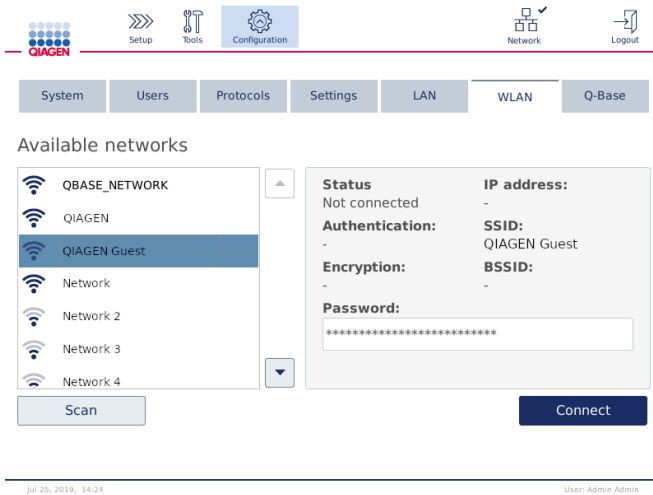 QIAGEN
Setup
Tools
Configuration
Network
Logout
System
Users
Protocols
Settings
LAN
WLAN
Q-Base
Available networks
QBASE_NETWORK
QIAGEN
QIAGEN Guest
Network
Network 2
Network 3
Network 4
Status
Not connected
IP address:
-
Authentication:
-
SSID:
QIAGEN Guest
Encryption:
-
BSSID:
-
Password:
**************************
Scan
Connect
Jul 25, 2019, 14:24
User: Admin Admin